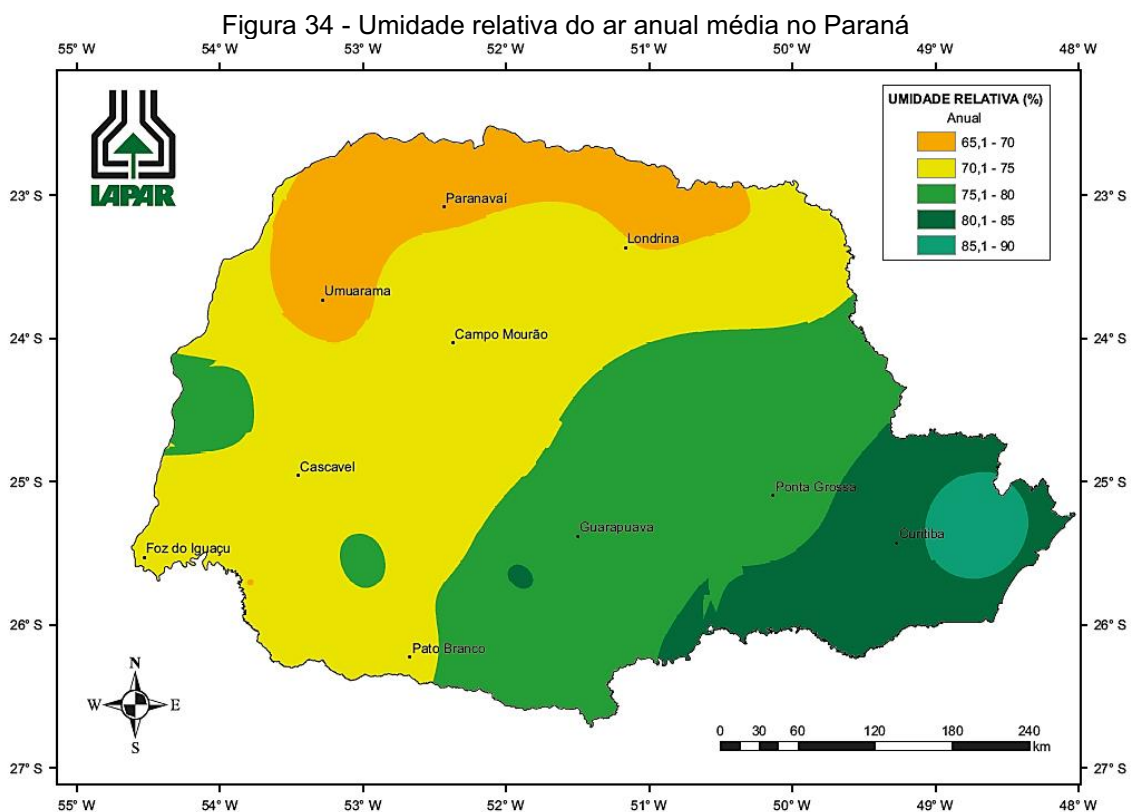 Figura 34 - Umidade relativa do ar anual média no Paraná
55° W 54° W 53° W 52° W 51° W 50° W 49° W 48° W
IAPAR
UMIDADE RELATIVA (%)
Anual
65,1 - 70
70,1 - 75
75,1 - 80
80,1 - 85
85,1 - 90
23° S 23° S
Paranavaí
Londrina
Umuarama
24° S 24° S
Campo Mourão
Cascavel
25° S 25° S
Ponta Grossa
Guarapuava
Curitiba
Foz do Iguaçu
26° S 26° S
Pato Branco
N
W E
S
0 30 60 120 180 240
km
27° S 27° S
55° W 54° W 53° W 52° W 51° W 50° W 49° W 48° W